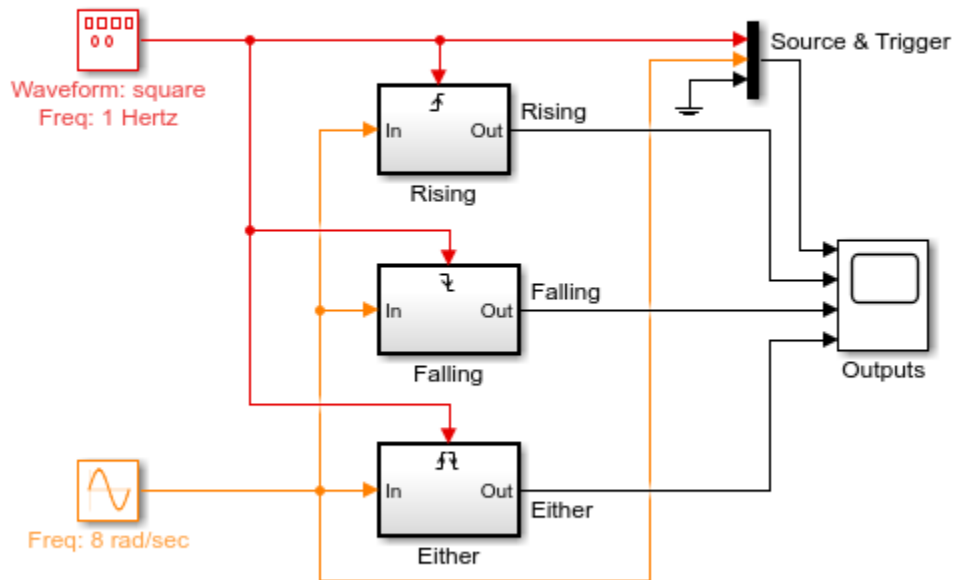 Source & Trigger
Waveform: square
Freq: 1 Hertz
Rising
In
Out
Rising
Falling
In
Out
Falling
Outputs
In
Out
Either
Freq: 8 rad/sec
Either